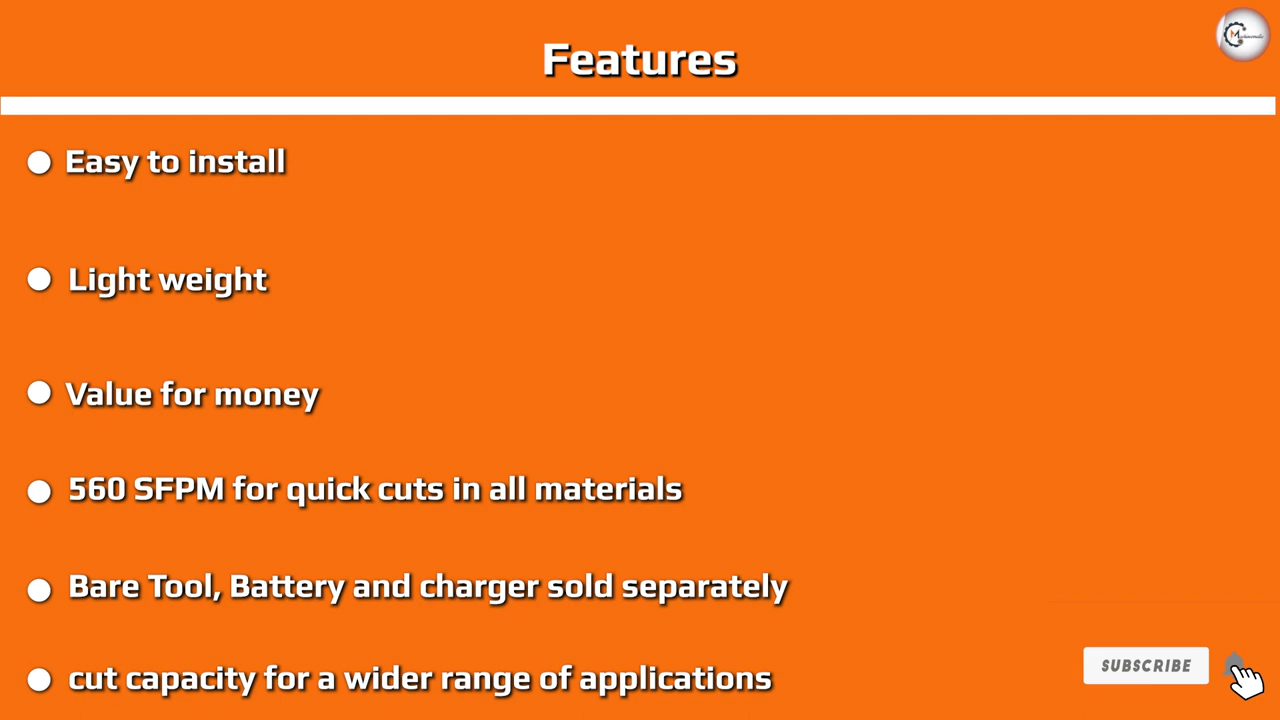 Features
Easy to install
Light weight
Value for money
560 SFPM for quick cuts in all materials
Bare Tool, Battery and charger sold separately
cut capacity for a wider range of applications
SUBSCRIBE